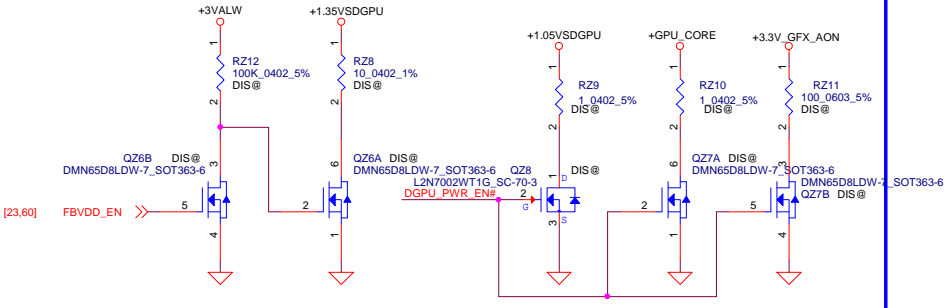 +3VALW
1
RZ12
100K_0402_5%
DIS@
2
+1.35VSDGPU
1
RZ8
10_0402_1%
DIS@
2
+1.05VSDGPU
1
RZ9
1_0402_5%
DIS@
2
+GPU_CORE
1
RZ10
1_0402_5%
DIS@
2
+3.3V_GFX_AON
1
RZ11
100_0603_5%
DIS@
2
QZ6B DIS@
DMN65D8LDW-7_SOT363-6
3
5
4
[23,60]
FBVDD_EN
QZ6A DIS@
DMN65D8LDW-7_SOT363-6
6
2
1
QZ8 DIS@
L2N7002WT1G_SC-70-3
DGPU_PWR_EN#
1
D
2
G
3
S
QZ7A DIS@
DMN65D8LDW-7_SOT363-6
6
2
1
DMN65D8LDW-7_SOT363-6
QZ7B DIS@
3
5
4